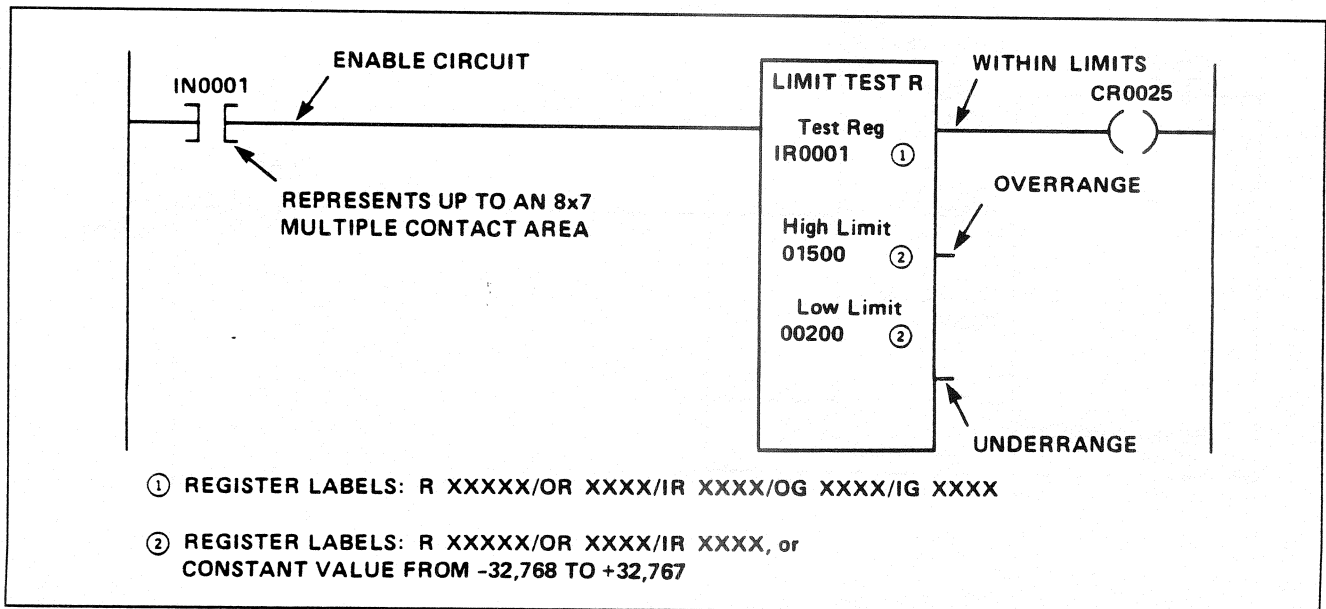 ENABLE CIRCUIT
IN0001
REPRESENTS UP TO AN 8x7
MULTIPLE CONTACT AREA
LIMIT TEST R
Test Reg
IR0001 ①
High Limit
01500 ②
Low Limit
00200 ②
WITHIN LIMITS
CR0025
OVERRANGE
UNDERRANGE
① REGISTER LABELS: R XXXXX/OR XXXX/IR XXXX/OG XXXX/IG XXXX
② REGISTER LABELS: R XXXXX/OR XXXX/IR XXXX, or
CONSTANT VALUE FROM -32,768 TO +32,767